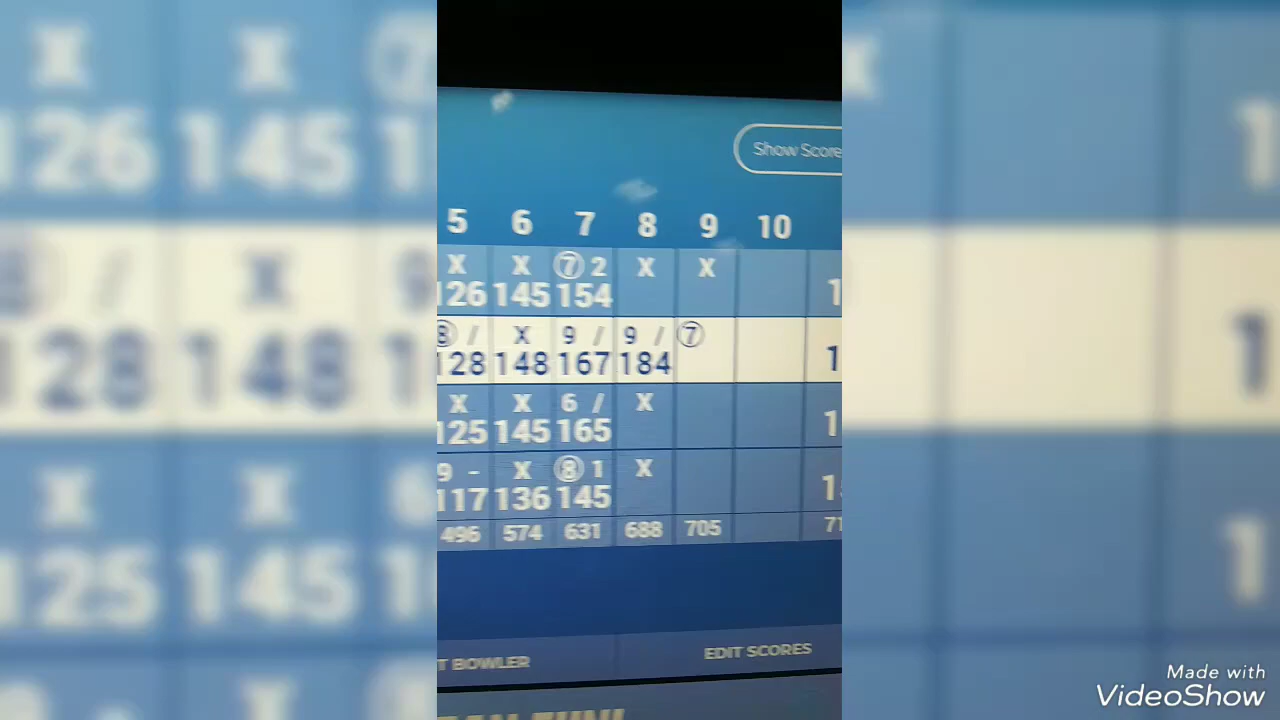 Show Score
5 6 7 8 9 10
X X ⑦ 2 X X
126 145 154
⑧ / X 9 / 9 / ⑦
128 148 167 184
X X 6 / X
125 145 165
9 - X ⑧ 1 X
117 136 145
496 574 631 688 705
T BOWLER EDIT SCORES
Made with
VideoShow